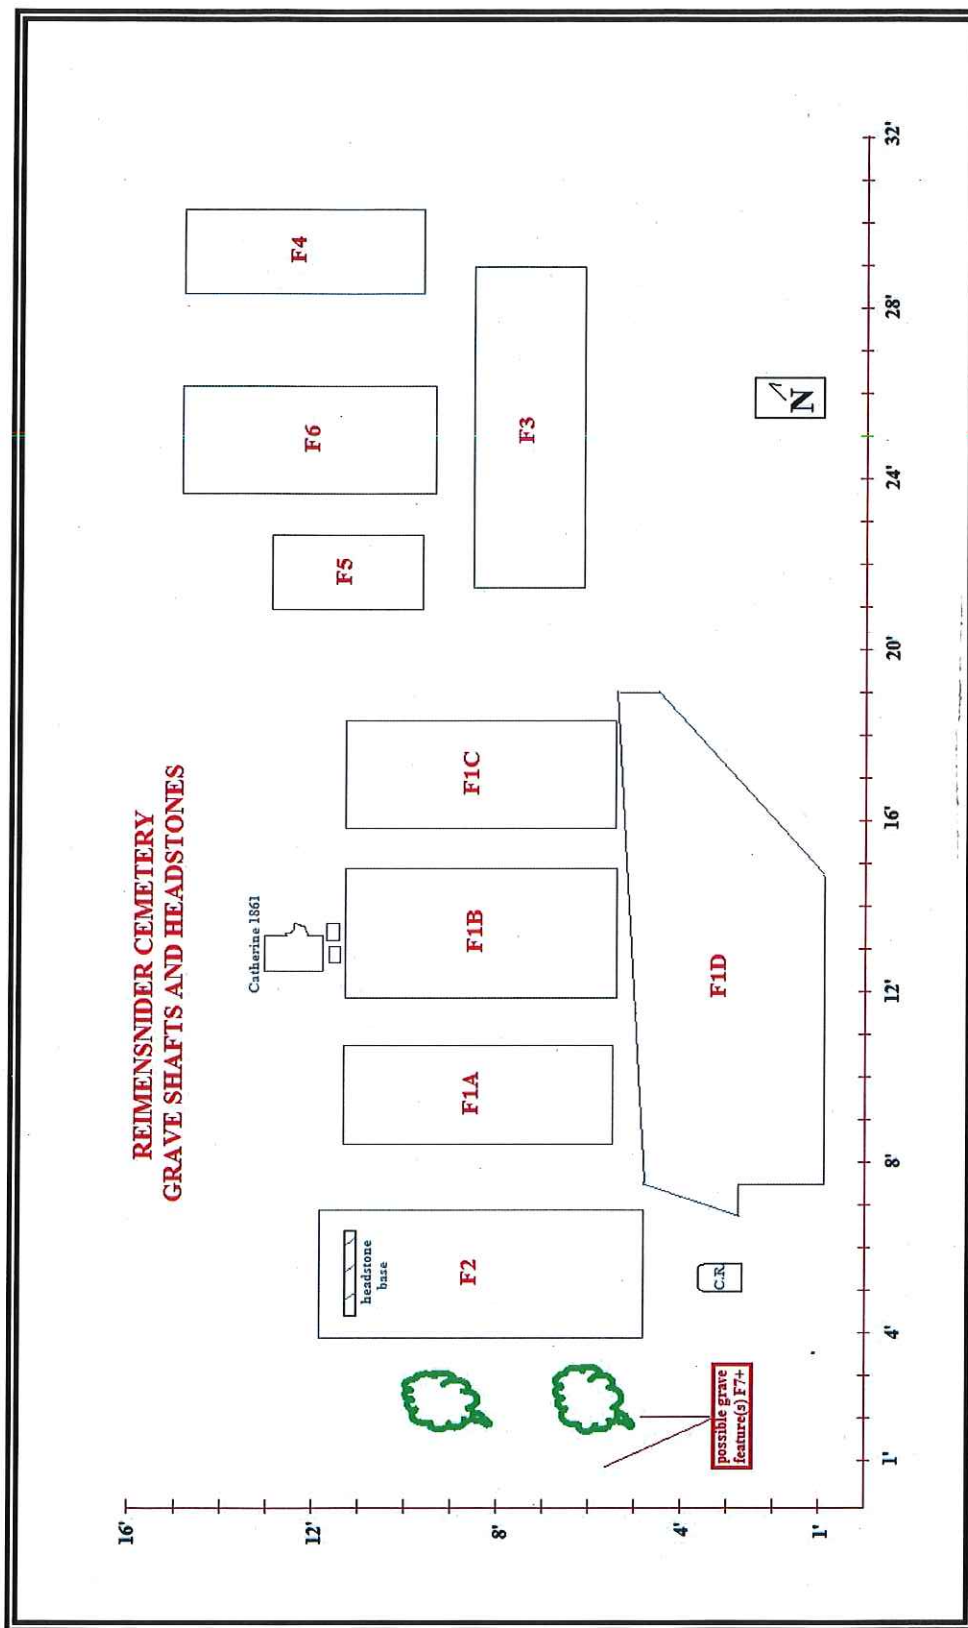 REIMENSNIDER CEMETERY
GRAVE SHAFTS AND HEADSTONES
16'
12'
8'
4'
1'
Catherine 1861
headstone
base
F2
F1A
F1B
F1C
F1D
F5
F6
F4
F3
C.R.
N
possible grave
feature(s) F7+
1'
4'
8'
12'
16'
20'
24'
28'
32'